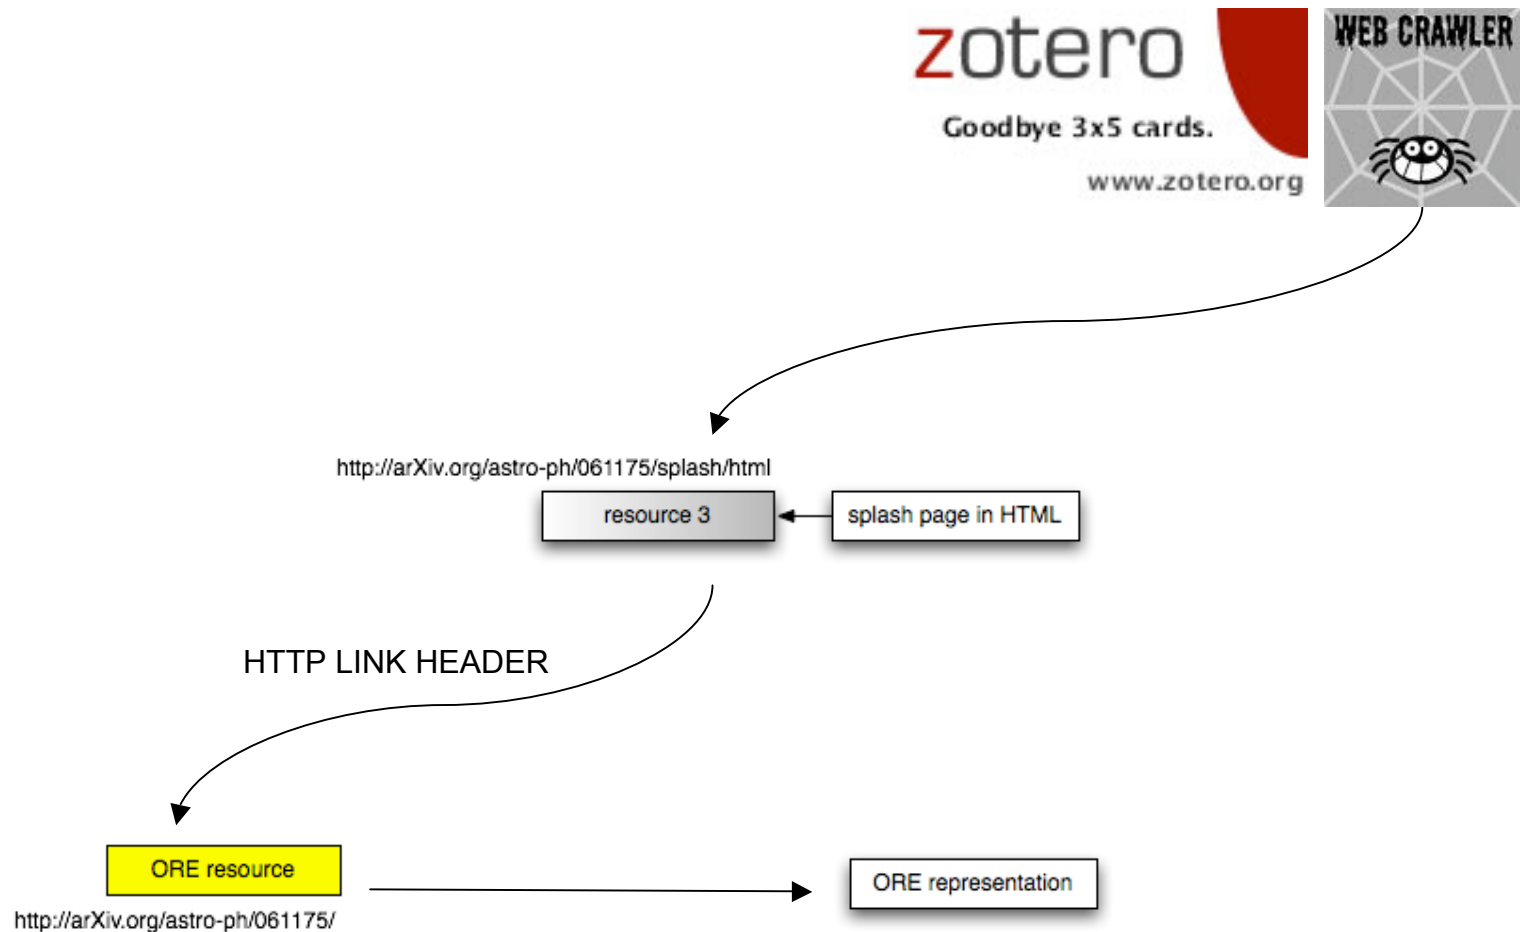 zotero
WEB CRAWLER
Goodbye 3x5 cards.
www.zotero.org
http://arXiv.org/astro-ph/061175/splash/html
resource 3
splash page in HTML
HTTP LINK HEADER
ORE resource
ORE representation
http://arXiv.org/astro-ph/061175/